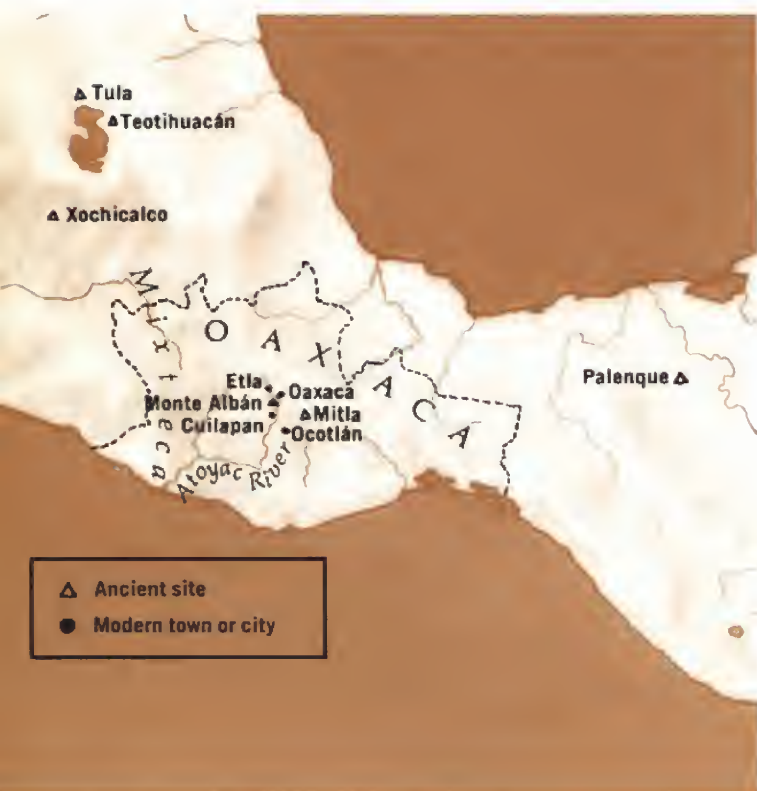 Tula
Teotihuacán
Xochicalco
Mixteca
OAXACA
Palenque
Etla
Oaxaca
Monte Albán
Mitla
Cuilapan
Ocotlán
Atoyac River
Ancient site
Modern town or city